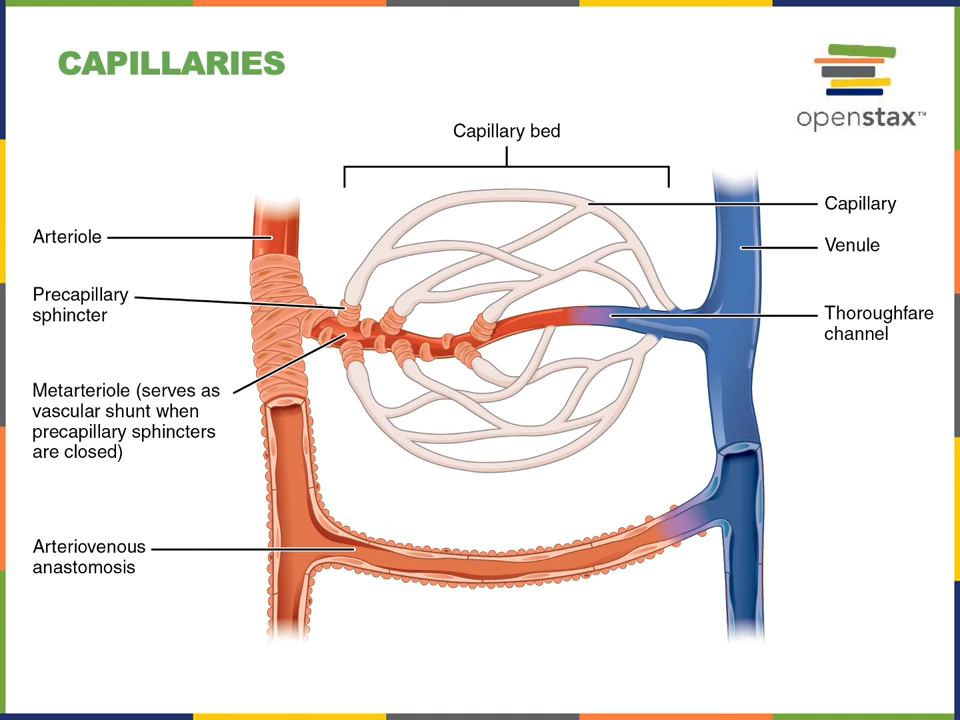 CAPILLARIES
openstax™
Capillary bed
Arteriole
Precapillary
sphincter
Metarteriole (serves as
vascular shunt when
precapillary sphincters
are closed)
Arteriovenous
anastomosis
Capillary
Venule
Thoroughfare
channel